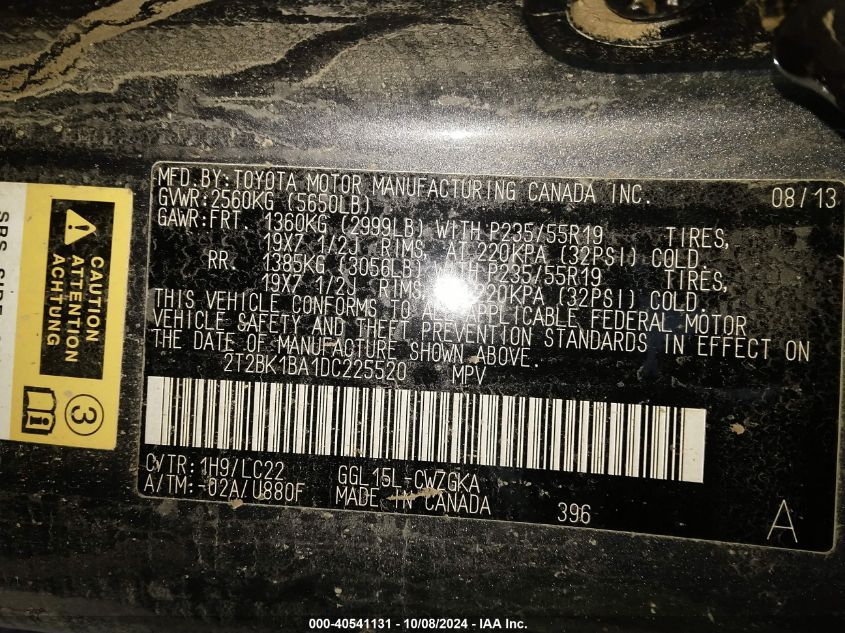 MFD.BY:TOYOTA MOTOR MANUFACTURING CANADA INC. 08/13
GVWR:2560KG (5650LB)
GAWR:FRT. 1360KG (2999LB) WITH P235/55R19 TIRES,
19X7 1/2J RIMS, AT 220KPA (32PSI) COLD.
RR. 1385KG (3056LB) WITH P235/55R19 TIRES,
19X7 1/2J RIMS, 220KPA (32PSI) COLD.
THIS VEHICLE CONFORMS TO ALL APPLICABLE FEDERAL MOTOR
VEHICLE SAFETY AND THEFT PREVENTION STANDARDS IN EFFECT ON
THE DATE OF MANUFACTURE SHOWN ABOVE.
2T2BK1BA1DC225520 MPV
C/TR:1H9/LC22 GGL15L-CWZGKA
A/TM:-02A/U880F MADE IN CANADA 396 A
CAUTION
ATTENTION
ACHTUNG
3
SRS SIDE
000-40541131 - 10/08/2024 - IAA Inc.